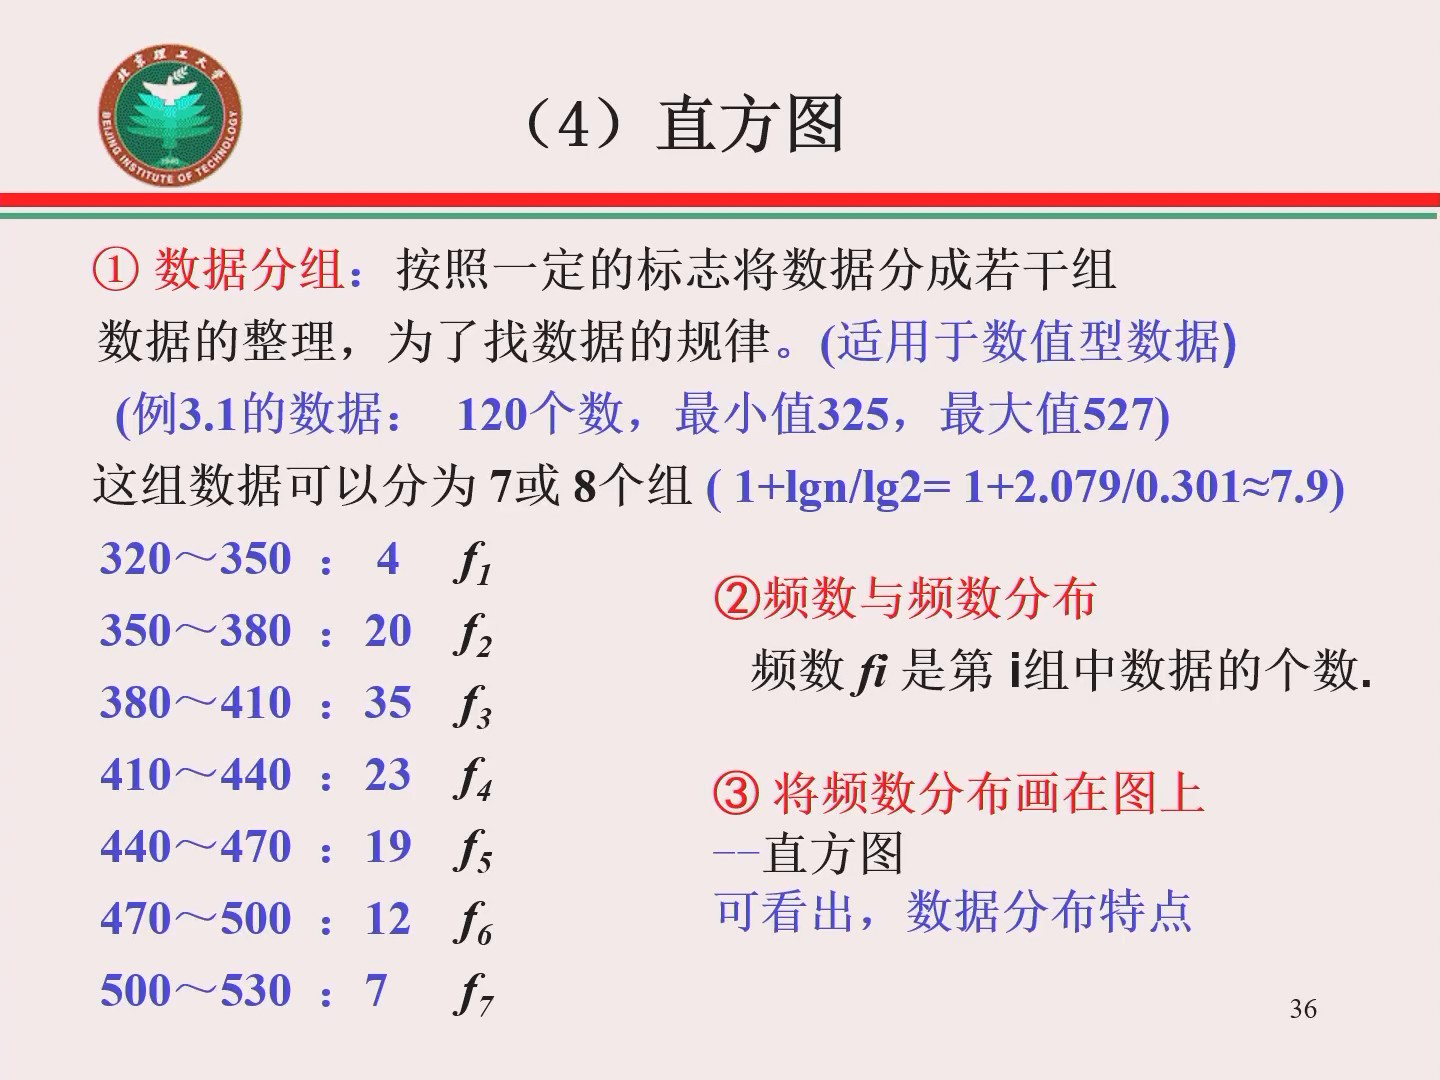 北京理工大学
BEIJING INSTITUTE OF TECHNOLOGY
1940
（4）直方图
① 数据分组：按照一定的标志将数据分成若干组
数据的整理，为了找数据的规律。(适用于数值型数据)
(例3.1的数据： 120个数，最小值325，最大值527)
这组数据可以分为 7或 8个组 ( 1+lgn/lg2= 1+2.079/0.301≈7.9)
320～350 ： 4 f1
350～380 ：20 f2
380～410 ：35 f3
410～440 ：23 f4
440～470 ：19 f5
470～500 ：12 f6
500～530 ：7 f7
②频数与频数分布
频数 fi 是第 i组中数据的个数.
③ 将频数分布画在图上
--直方图
可看出，数据分布特点
36